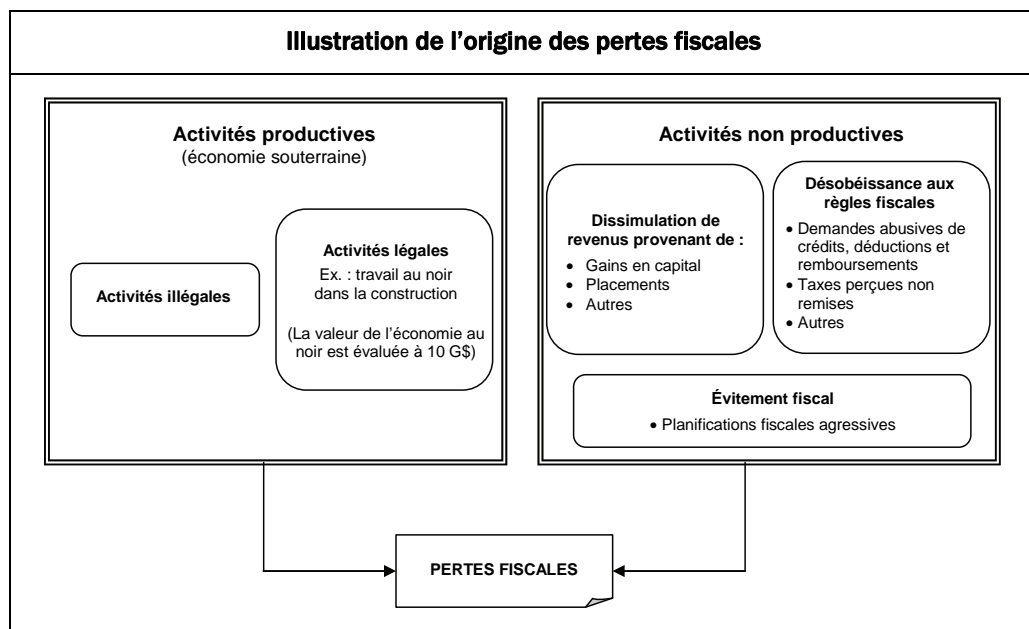 Illustration de l’origine des pertes fiscales
Activités productives
(économie souterraine)
Activités illégales
Activités légales
Ex. : travail au noir
dans la construction
(La valeur de l’économie au
noir est évaluée à 10 G$)
Activités non productives
Dissimulation de
revenus provenant de :
• Gains en capital
• Placements
• Autres
Désobéissance aux
règles fiscales
• Demandes abusives de
crédits, déductions et
remboursements
• Taxes perçues non
remises
• Autres
Évitement fiscal
• Planifications fiscales agressives
PERTES FISCALES